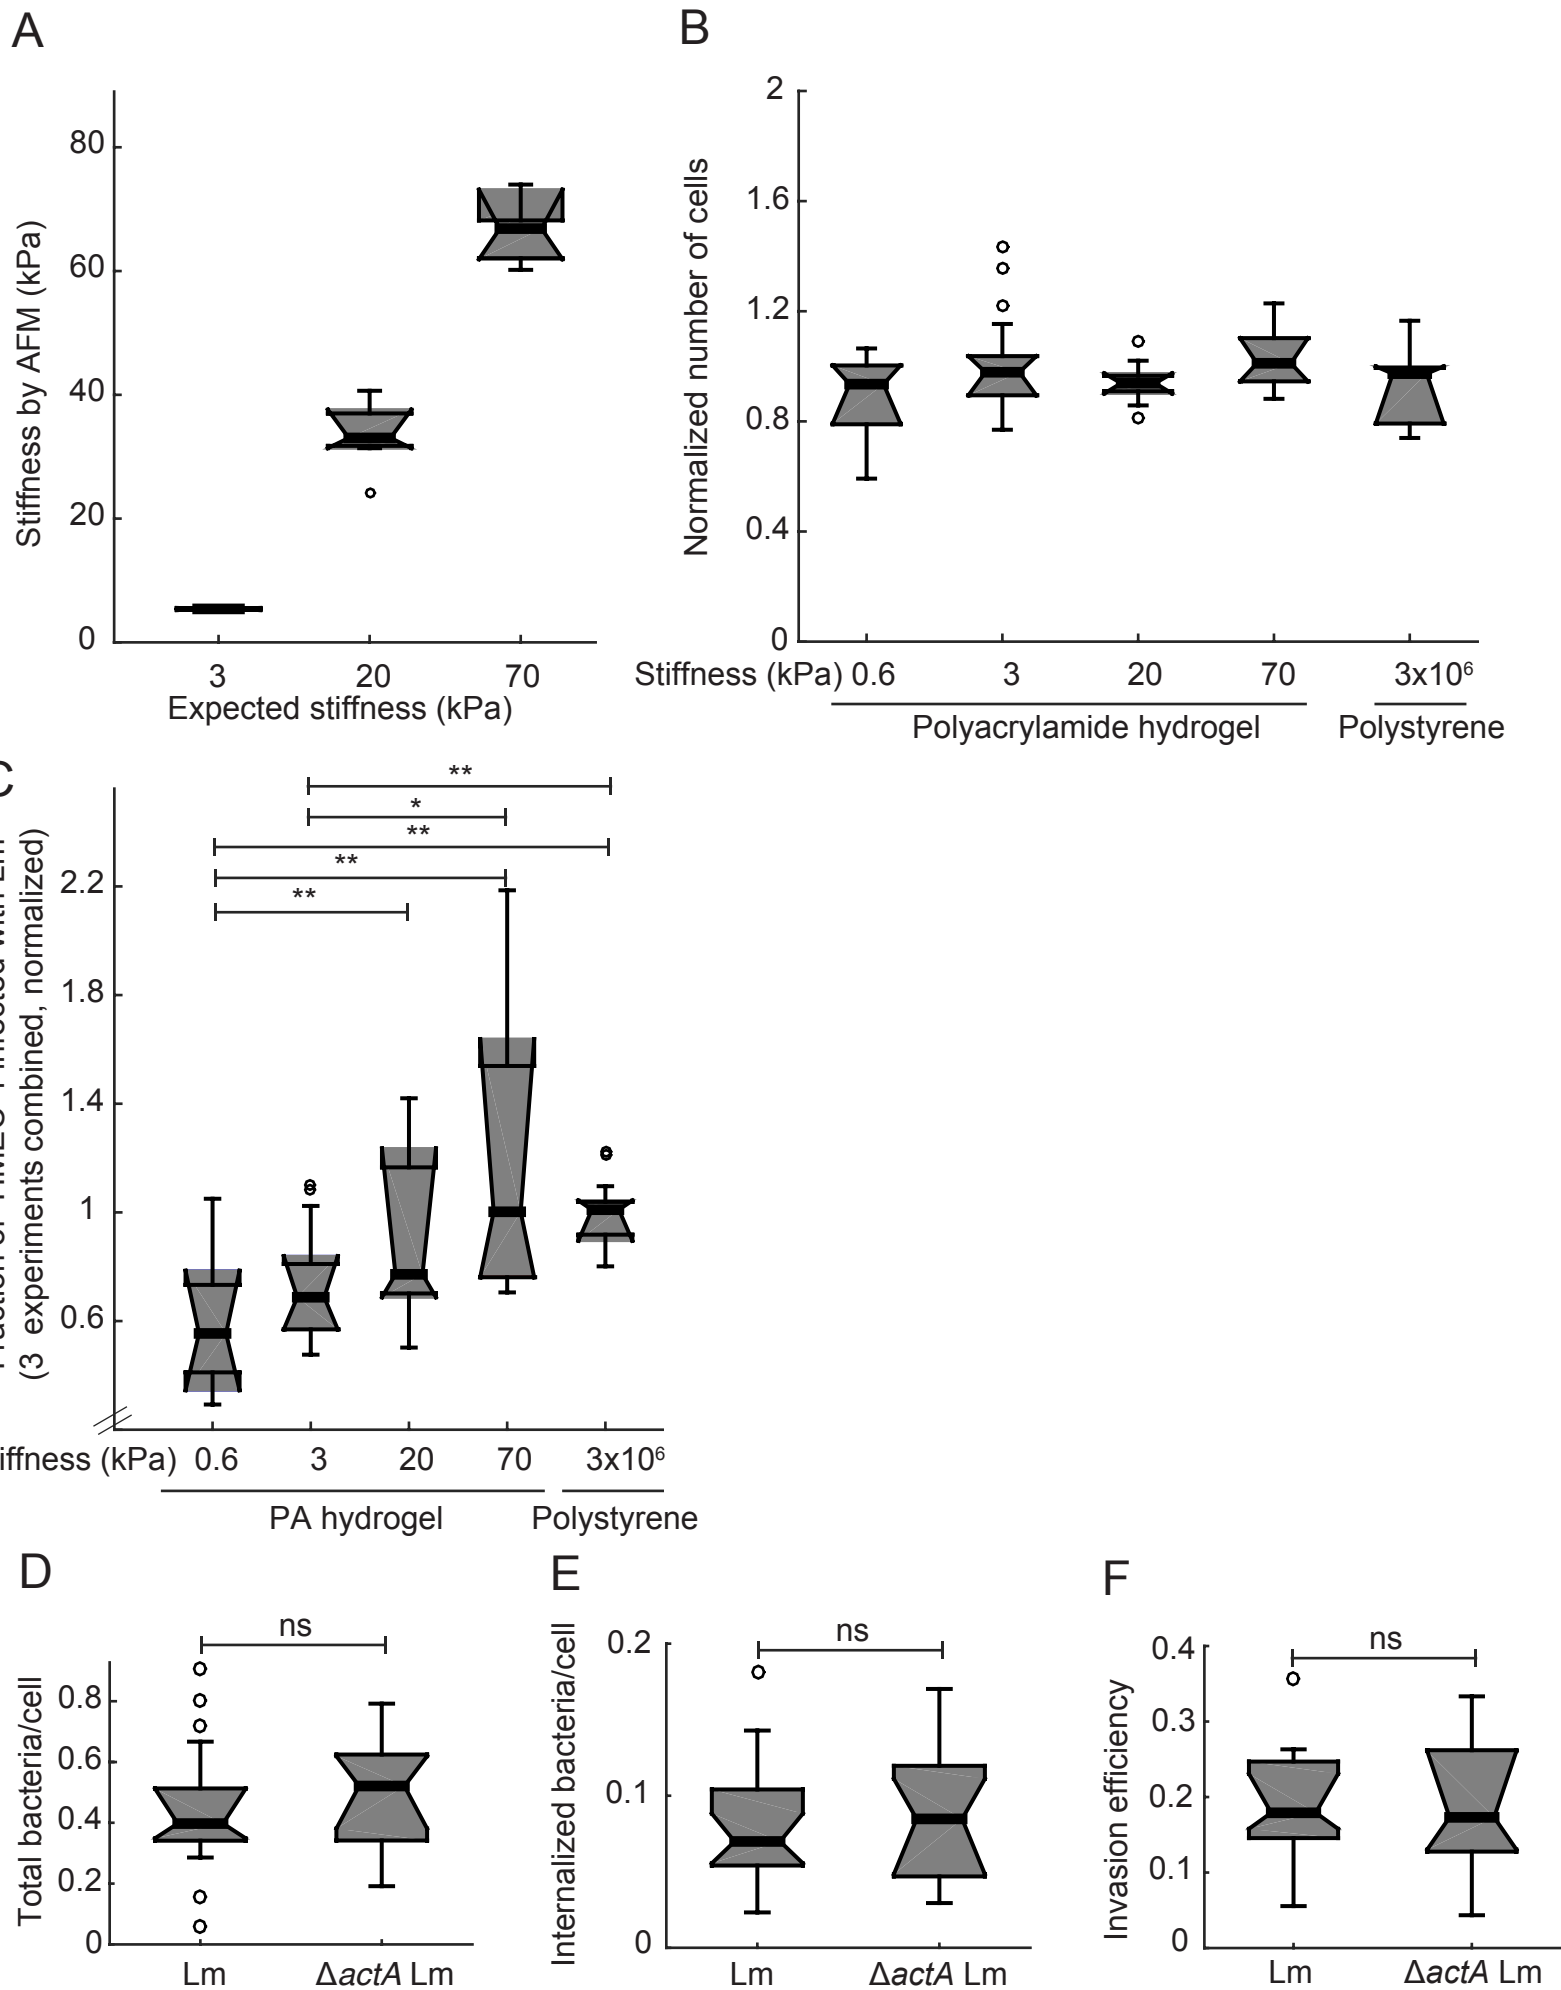 A
B
80
60
40
20
0
Stiffness by AFM (kPa)
3 20 70
Expected stiffness (kPa)
2
1.6
1.2
0.8
0.4
0
Normalized number of cells
Stiffness (kPa) 0.6 3 20 70 3x10⁶
Polyacrylamide hydrogel Polystyrene
C
**
*
**
**
**
2.2
1.8
1.4
1
0.6
(3 experiments combined, normalized)
(kPa) 0.6 3 20 70 3x10⁶
PA hydrogel Polystyrene
D
ns
0.8
0.6
0.4
0.2
0
Total bacteria/cell
Lm ΔactA Lm
E
ns
0.2
0.1
0
Internalized bacteria/cell
Lm ΔactA Lm
F
ns
0.4
0.3
0.2
0.1
0
Invasion efficiency
Lm ΔactA Lm